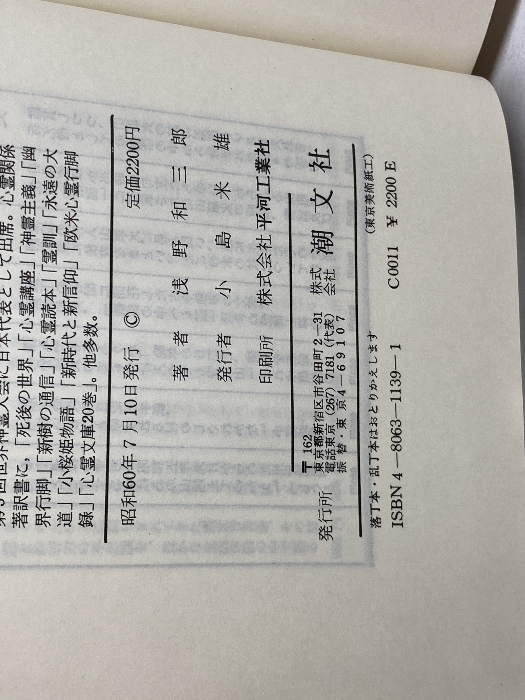 著訳書に,「死後の世界」「心霊講座」「神霊主義」「幽
界行脚」「新樹の通信」「心霊読本」「霊訓」「永遠の大
道」「小桜姫物語」「新時代と新信仰」「欧米心霊行脚
録」「心霊文庫20巻」。他多数。
昭和60年7月10日発行 © 定価2200円
著者 浅野和三郎
発行者 小島米雄
印刷所 株式会社 平河工業社
発行所 〒162
東京都新宿区市谷田町2―31
電話東京(267)7181(代表)
振替・東京4―69107
株式会社 潮文社
落丁本・乱丁本はおとりかえします (東京美術紙工)
ISBN4―8063―11139―1 C0011 ¥2200E